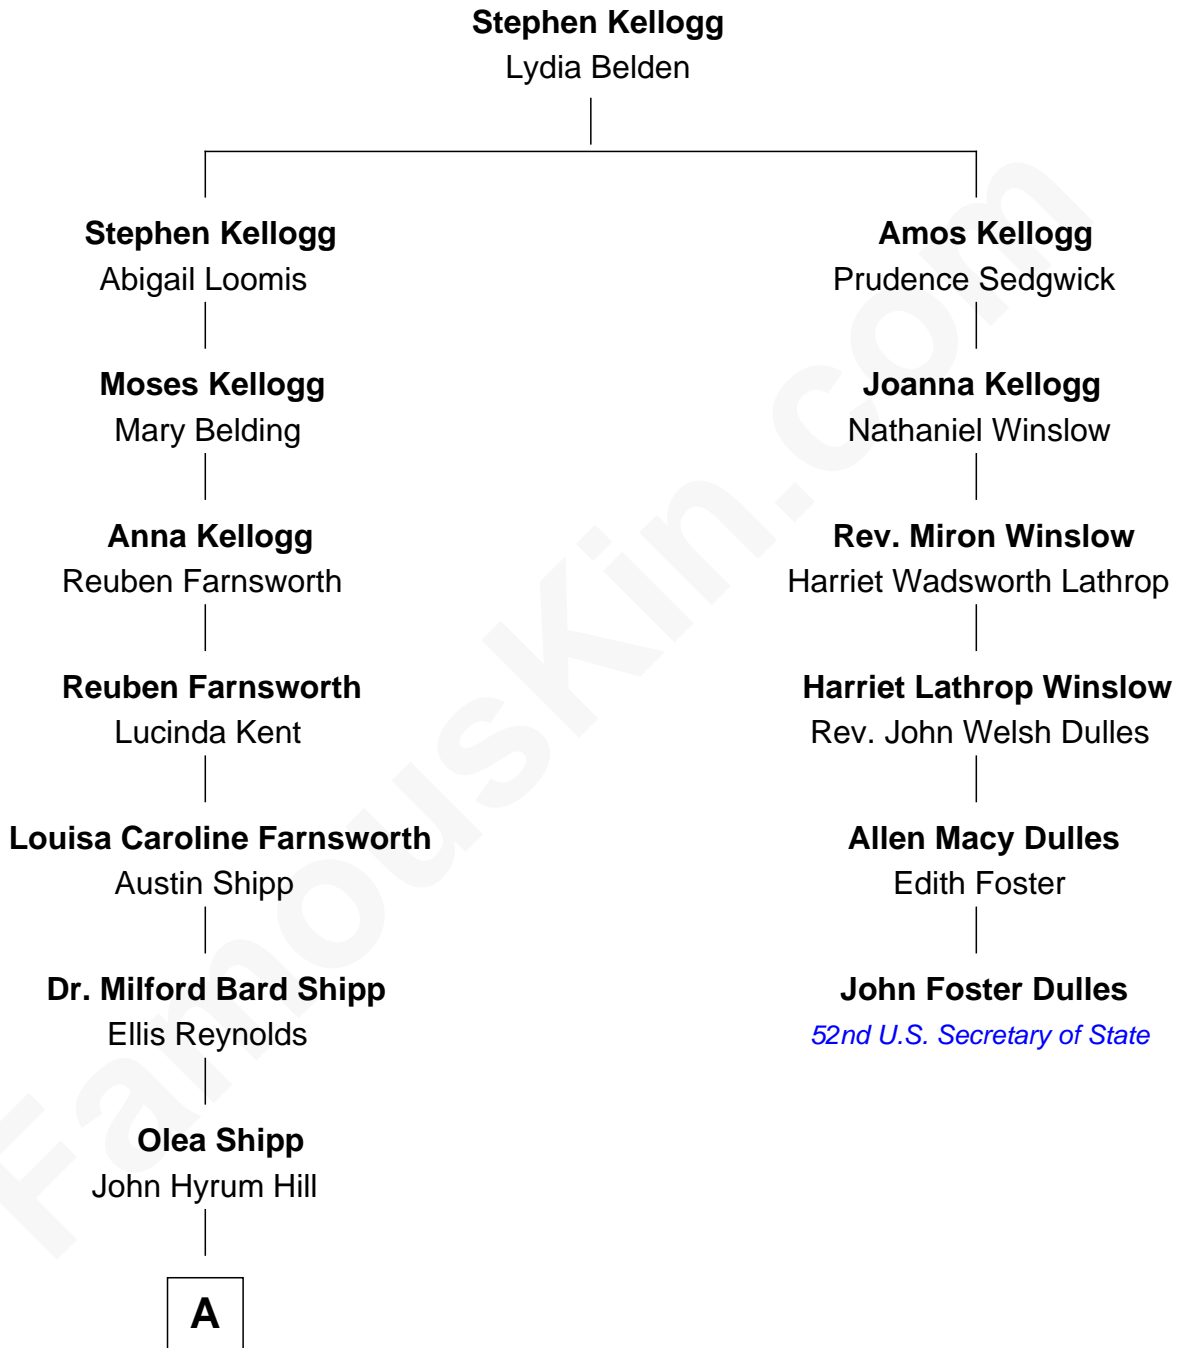 Stephen Kellogg
Lydia Belden
Stephen Kellogg
Abigail Loomis
Amos Kellogg
Prudence Sedgwick
Moses Kellogg
Mary Belding
Joanna Kellogg
Nathaniel Winslow
Anna Kellogg
Reuben Farnsworth
Rev. Miron Winslow
Harriet Wadsworth Lathrop
Reuben Farnsworth
Lucinda Kent
Harriet Lathrop Winslow
Rev. John Welsh Dulles
Louisa Caroline Farnsworth
Austin Shipp
Allen Macy Dulles
Edith Foster
Dr. Milford Bard Shipp
Ellis Reynolds
John Foster Dulles
52nd U.S. Secretary of State
Olea Shipp
John Hyrum Hill
A
FamousKin.com